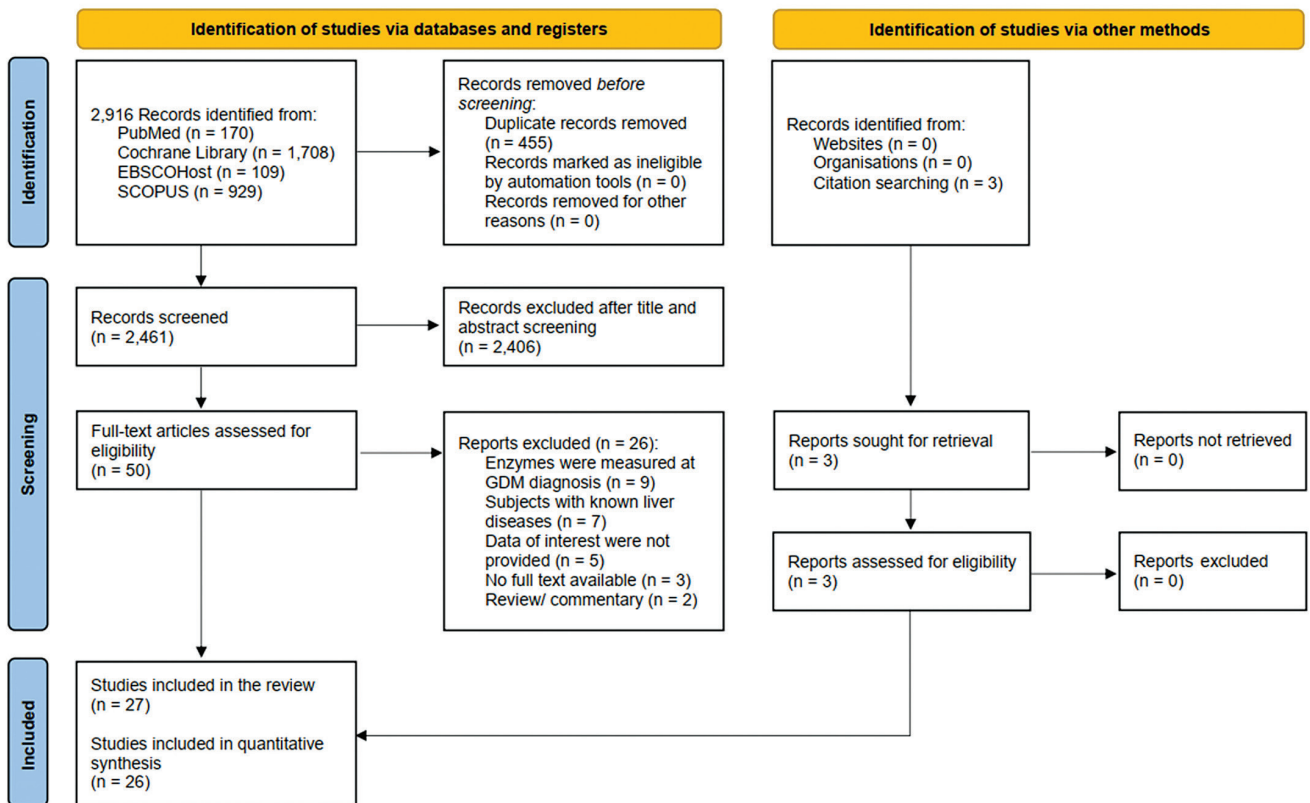 Identification of studies via databases and registers
Identification of studies via other methods
Identification
2,916 Records identified from:
PubMed (n = 170)
Cochrane Library (n = 1,708)
EBSCOHost (n = 109)
SCOPUS (n = 929)
Records removed before
screening:
Duplicate records removed
(n = 455)
Records marked as ineligible
by automation tools (n = 0)
Records removed for other
reasons (n = 0)
Records identified from:
Websites (n = 0)
Organisations (n = 0)
Citation searching (n = 3)
Screening
Records screened
(n = 2,461)
Records excluded after title and
abstract screening
(n = 2,406)
Full-text articles assessed for
eligibility
(n = 50)
Reports excluded (n = 26):
Enzymes were measured at
GDM diagnosis (n = 9)
Subjects with known liver
diseases (n = 7)
Data of interest were not
provided (n = 5)
No full text available (n = 3)
Review/ commentary (n = 2)
Reports sought for retrieval
(n = 3)
Reports not retrieved
(n = 0)
Reports assessed for eligibility
(n = 3)
Reports excluded
(n = 0)
Included
Studies included in the review
(n = 27)
Studies included in quantitative
synthesis
(n = 26)